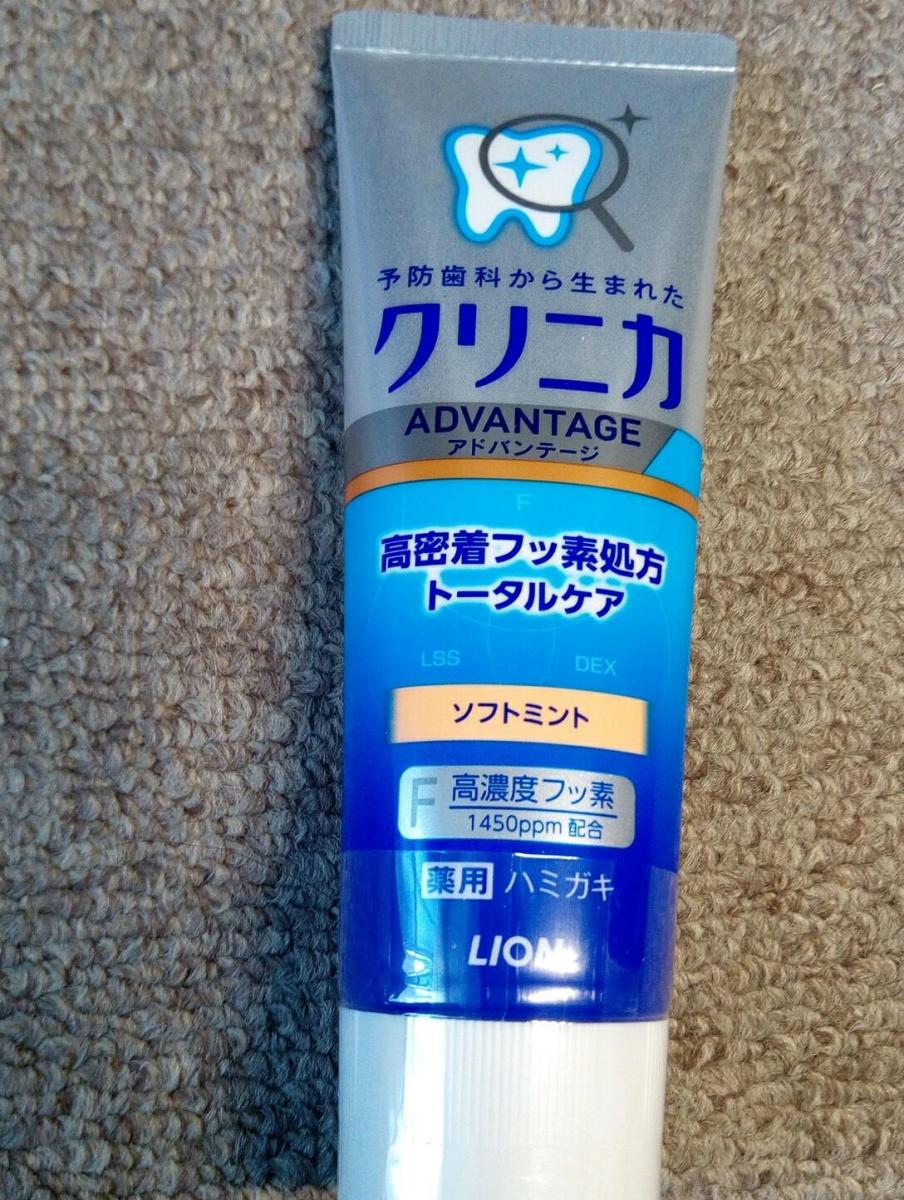 予防歯科から生まれた
クリニカ
ADVANTAGE
アドバンテージ
F
高密着フッ素処方
トータルケア
LSS DEX
ソフトミント
F 高濃度フッ素
1450ppm 配合
薬用 ハミガキ
LION